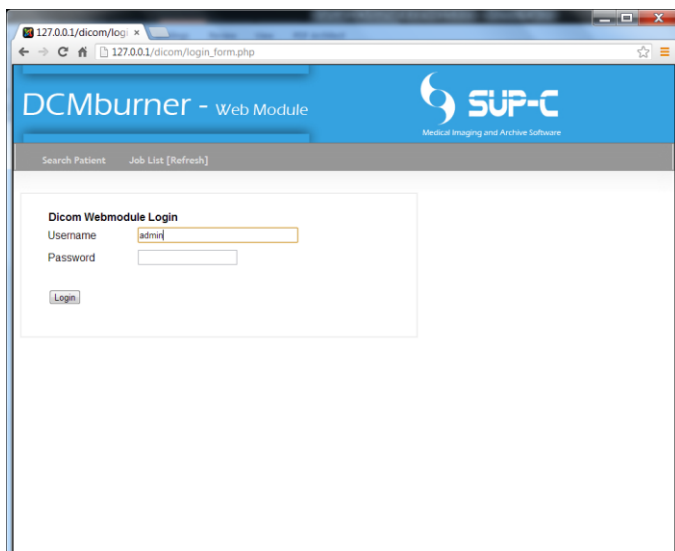 127.0.0.1/dicom/logi
127.0.0.1/dicom/login_form.php
DCMburner - Web Module
SUP-C
Medical Imaging and Archive Software
Search Patient Job List [Refresh]
Dicom Webmodule Login
Username admin
Password
Login